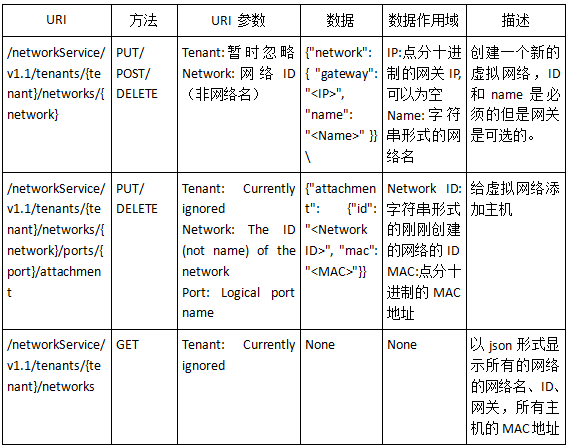 URI 方法 URI 参数 数据 数据作用域 描述
/networkService/
v1.1/tenants/{te
nant}/networks/{
network}
PUT/
POST/
DELETE
Tenant:暂时忽略
Network:网络 ID
（非网络名）
{"network":
{ "gateway":
"<IP>",
"name":
"<Name>" }}
\
IP:点分十进
制的网关 IP,
可以为空
Name:字符
串形式的网
络名
创建一个新的
虚拟网络，ID
和 name 是必
须的但是网关
是可选的。
/networkService/
v1.1/tenants/{te
nant}/networks/{
network}/ports/{
port}/attachmen
t
PUT/
DELETE
Tenant: Currently
ignored
Network: The ID
(not name) of the
network
Port: Logical port
name
{"attachmen
t": {"id":
"<Network
ID>", "mac":
"<MAC>"}}
Network ID:
字符串形式
的刚刚创建
的网络的 ID
MAC:点分十
进制的 MAC
地址
给虚拟网络添
加主机
/networkService/
v1.1/tenants/{te
nant}/networks
GET
Tenant: Currently
ignored
None
None
以 json 形式显
示所有的网络
的网络名、ID、
网关，所有主
机的 MAC 地址